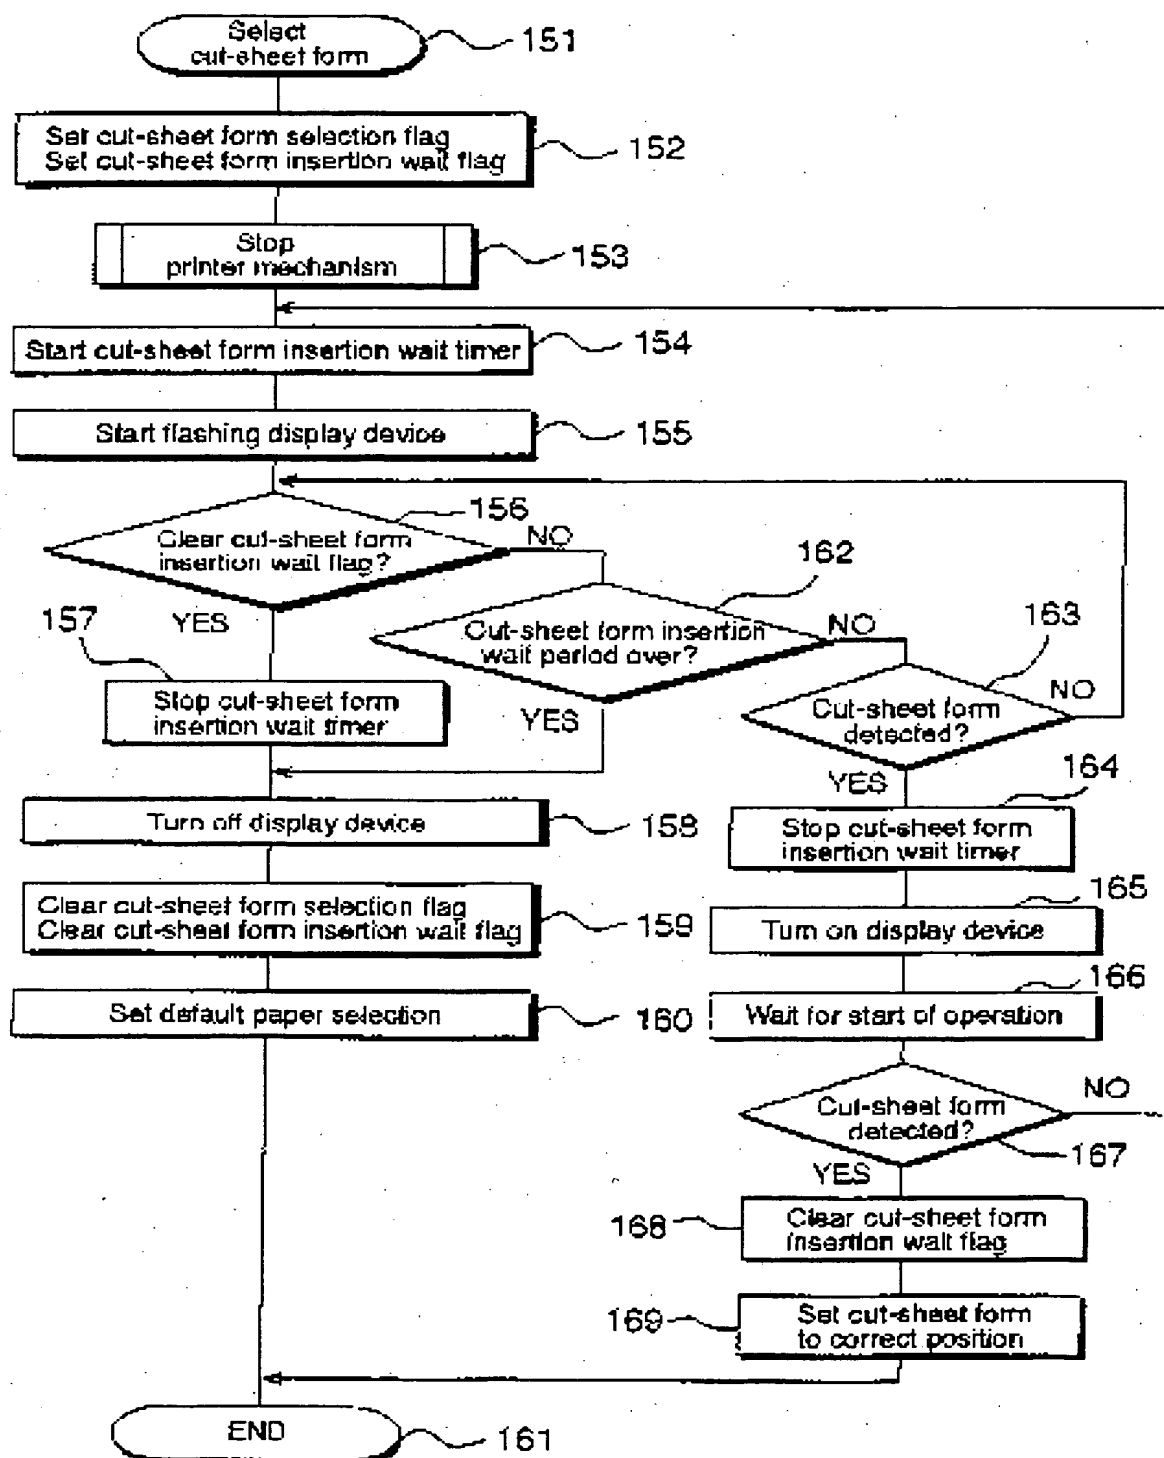 Select
cut-sheet form
151
Set cut-sheet form selection flag
Set cut-sheet form insertion wait flag
152
Stop
printer mechanism
153
Start cut-sheet form insertion wait timer
154
Start flashing display device
155
156
Clear cut-sheet form
insertion wait flag?
NO
YES
162
Cut-sheet form insertion
wait period over?
NO
YES
163
Cut-sheet form
detected?
NO
YES
157
Stop cut-sheet form
insertion wait timer
164
Stop cut-sheet form
insertion wait timer
Turn off display device
158
165
Turn on display device
Clear cut-sheet form selection flag
Clear cut-sheet form insertion wait flag
159
166
Wait for start of operation
Set default paper selection
160
Cut-sheet form
detected?
NO
167
YES
168
Clear cut-sheet form
insertion wait flag
169
Set cut-sheet form
to correct position
END
161